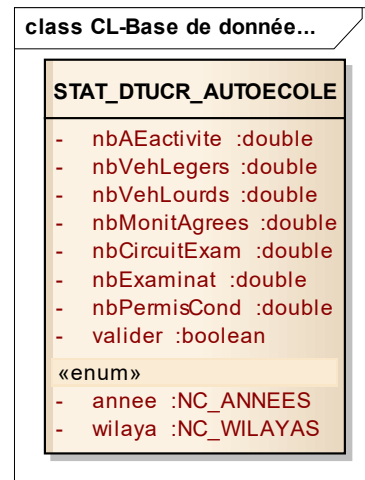 class CL-Base de donnée...
STAT_DTUCR_AUTOECOLE
- nbAEactivite :double
- nbVehLegers :double
- nbVehLourds :double
- nbMonitAgrees :double
- nbCircuitExam :double
- nbExaminat :double
- nbPermisCond :double
- valider :boolean
«enum»
- annee :NC_ANNEES
- wilaya :NC_WILAYAS